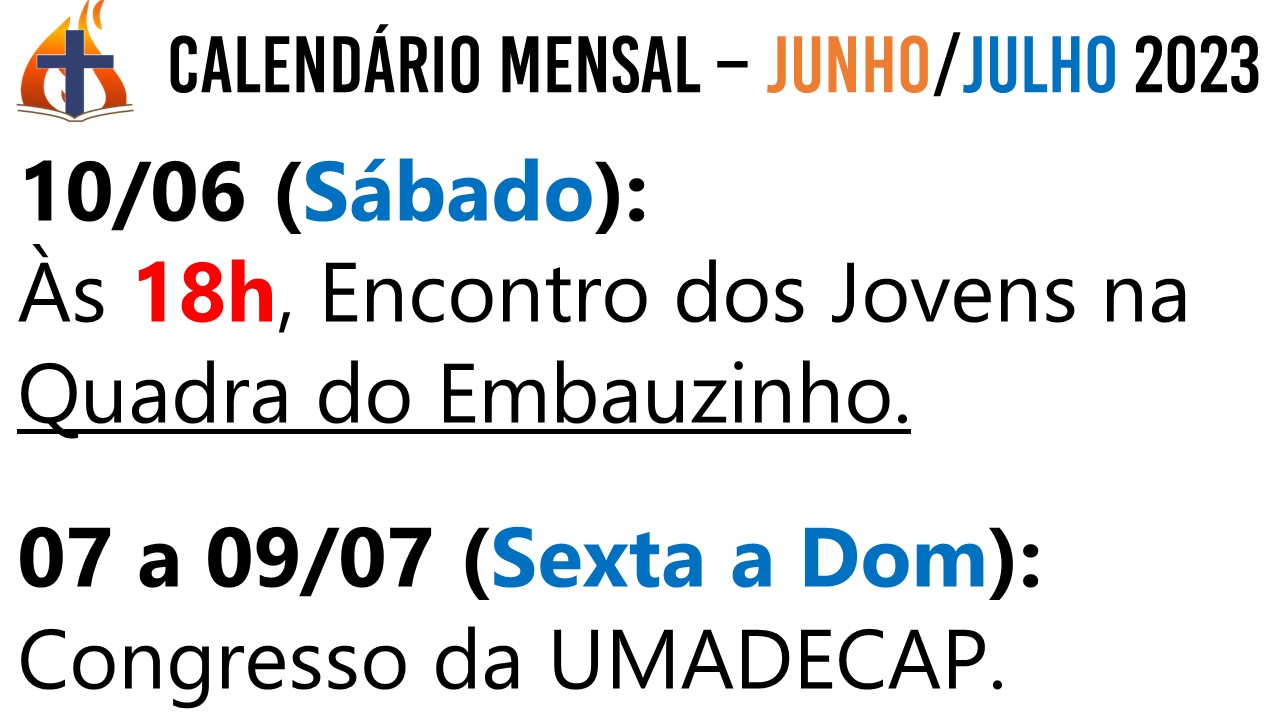 CALENDÁRIO MENSAL – JUNHO/JULHO 2023
10/06 (Sábado):
Às 18h, Encontro dos Jovens na
Quadra do Embauzinho.
07 a 09/07 (Sexta a Dom):
Congresso da UMADECAP.